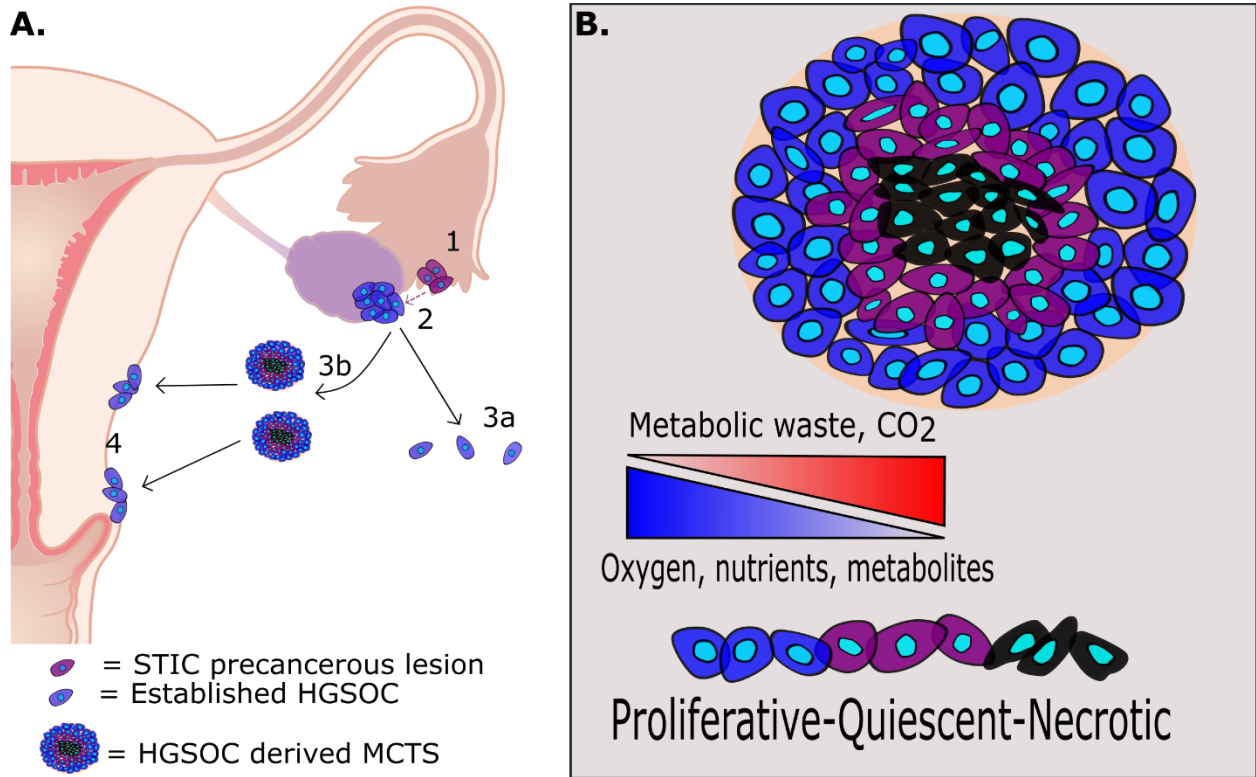 A.
1
2
3b
3a
4
= STIC precancerous lesion
= Established HGSOC
= HGSOC derived MCTS
B.
Metabolic waste, CO2
Oxygen, nutrients, metabolites
Proliferative-Quiescent-Necrotic